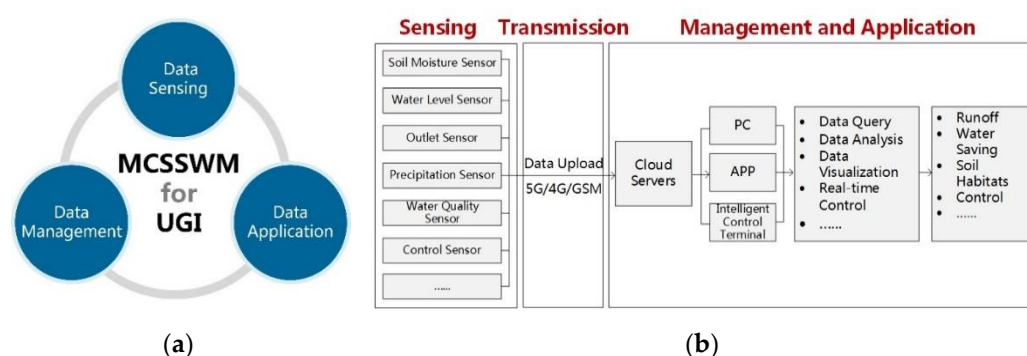 Data
Sensing
MCSSWM
for
UGI
Data
Management
Data
Application
(a)
Sensing
Transmission
Management and Application
Soil Moisture Sensor
Water Level Sensor
Outlet Sensor
Precipitation Sensor
Water Quality
Sensor
Control Sensor
......
Data Upload
5G/4G/GSM
Cloud
Servers
PC
APP
Intelligent
Control
Terminal
• Data Query
• Data Analysis
• Data
Visualization
• Real-time
Control
• ......
• Runoff
• Water
Saving
• Soil
Habitats
• Control
• ......
(b)